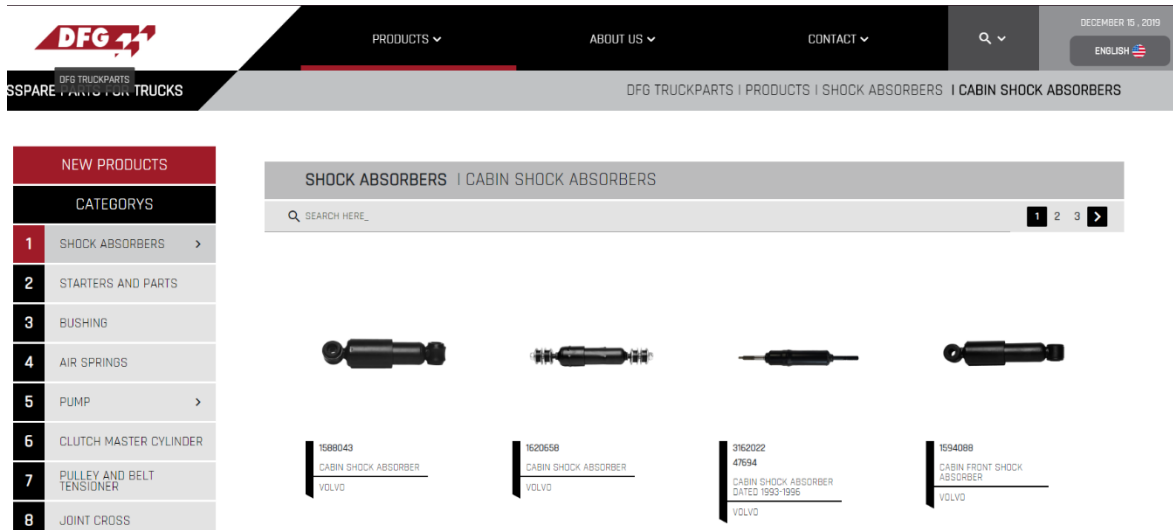 DFG
PRODUCTS
ABOUT US
CONTACT
DECEMBER 15 , 2019
ENGLISH
DFG TRUCKPARTS
SSPARE PARTS FOR TRUCKS
DFG TRUCKPARTS I PRODUCTS I SHOCK ABSORBERS I CABIN SHOCK ABSORBERS
NEW PRODUCTS
CATEGORYS
1 SHOCK ABSORBERS >
2 STARTERS AND PARTS
3 BUSHING
4 AIR SPRINGS
5 PUMP >
6 CLUTCH MASTER CYLINDER
7 PULLEY AND BELT
TENSIONER
8 JOINT CROSS
SHOCK ABSORBERS I CABIN SHOCK ABSORBERS
SEARCH HERE_
1 2 3 >
1588043
CABIN SHOCK ABSORBER
VOLVO
1620658
CABIN SHOCK ABSORBER
VOLVO
3162022
47694
CABIN SHOCK ABSORBER
DATED 1993-1996
VOLVO
1594088
CABIN FRONT SHOCK
ABSORBER
VOLVO